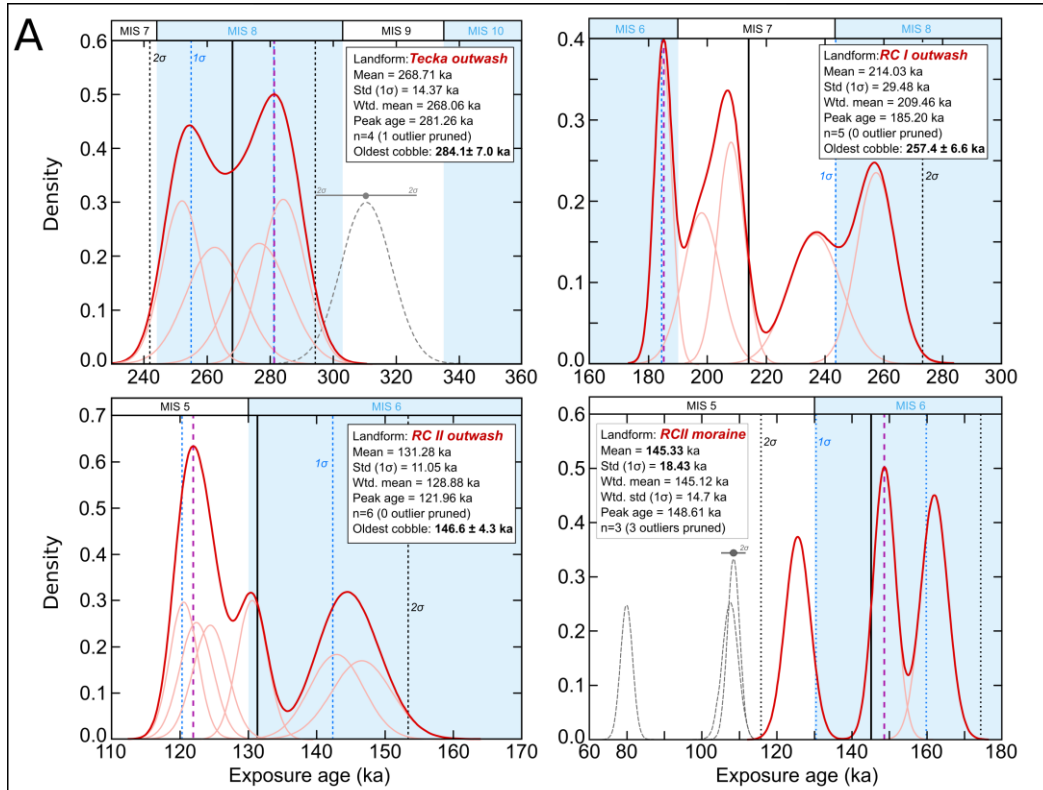 A
MIS 7
MIS 8
MIS 9
MIS 10
Density
0.6
0.5
0.4
0.3
0.2
0.1
0.0
2σ
1σ
Landform: Tecka outwash
Mean = 268.71 ka
Std (1σ) = 14.37 ka
Wtd. mean = 268.06 ka
Peak age = 281.26 ka
n=4 (1 outlier pruned)
Oldest cobble: 284.1± 7.0 ka
2σ 2σ
240 260 280 300 320 340 360
MIS 6
MIS 7
MIS 8
0.4
0.3
0.2
0.1
0.0
Landform: RC I outwash
Mean = 214.03 ka
Std (1σ) = 29.48 ka
Wtd. mean = 209.46 ka
Peak age = 185.20 ka
n=5 (0 outlier pruned)
Oldest cobble: 257.4 ± 6.6 ka
1σ
2σ
160 180 200 220 240 260 280 300
MIS 5
MIS 6
Density
0.7
0.6
0.5
0.4
0.3
0.2
0.1
0.0
1σ
Landform: RC II outwash
Mean = 131.28 ka
Std (1σ) = 11.05 ka
Wtd. mean = 128.88 ka
Peak age = 121.96 ka
n=6 (0 outlier pruned)
Oldest cobble: 146.6 ± 4.3 ka
2σ
110 120 130 140 150 160 170
Exposure age (ka)
MIS 5
MIS 6
0.6
0.5
0.4
0.3
0.2
0.1
0.0
Landform: RCII moraine
Mean = 145.33 ka
Std (1σ) = 18.43 ka
Wtd. mean = 145.12 ka
Wtd. std (1σ) = 14.7 ka
Peak age = 148.61 ka
n=3 (3 outliers pruned)
2σ
1σ
2σ
60 80 100 120 140 160 180
Exposure age (ka)